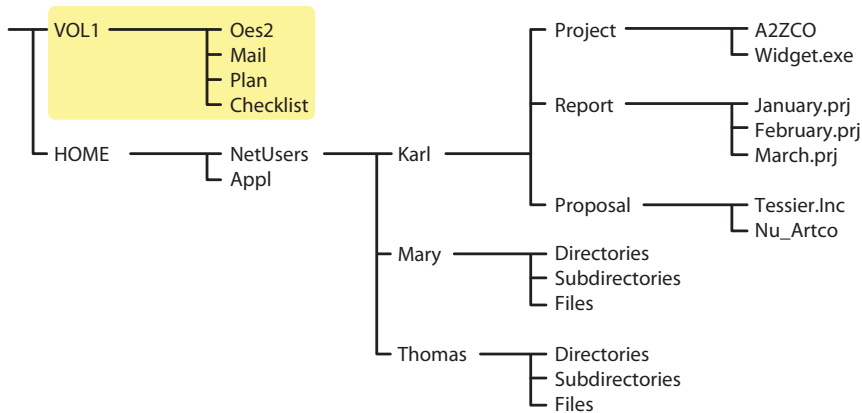 VOL1 Oes2 Project A2ZCO
Mail Widget.exe
Plan
Checklist Report January.prj
February.prj
HOME NetUsers Karl March.prj
Appl
Proposal Tessier.Inc
Nu_Artco
Mary Directories
Subdirectories
Files
Thomas Directories
Subdirectories
Files